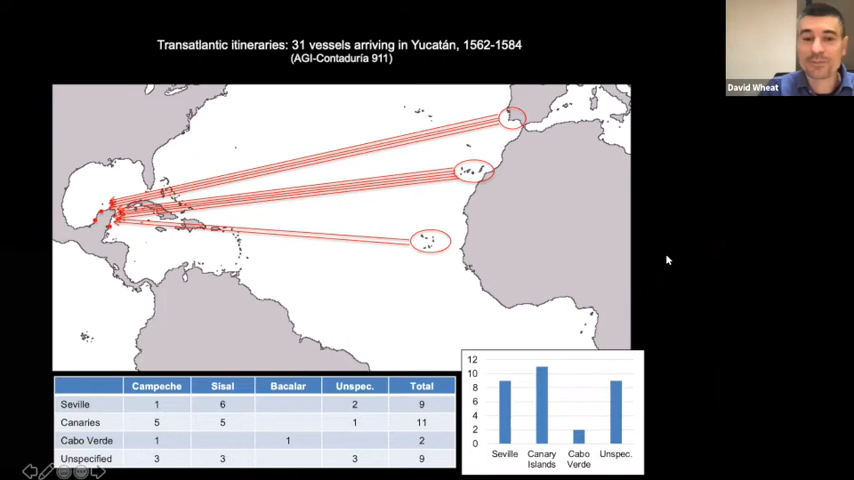 Transatlantic itineraries: 31 vessels arriving in Yucatán, 1562-1584
(AGI-Contaduría 911)
David Wheat
Campeche Sisal Bacalar Unspec. Total
Seville 1 6 2 9
Canaries 5 5 1 11
Cabo Verde 1 1 2
Unspecified 3 3 3 9
12
10
8
6
4
2
0
Seville Canary Islands Cabo Verde Unspec.